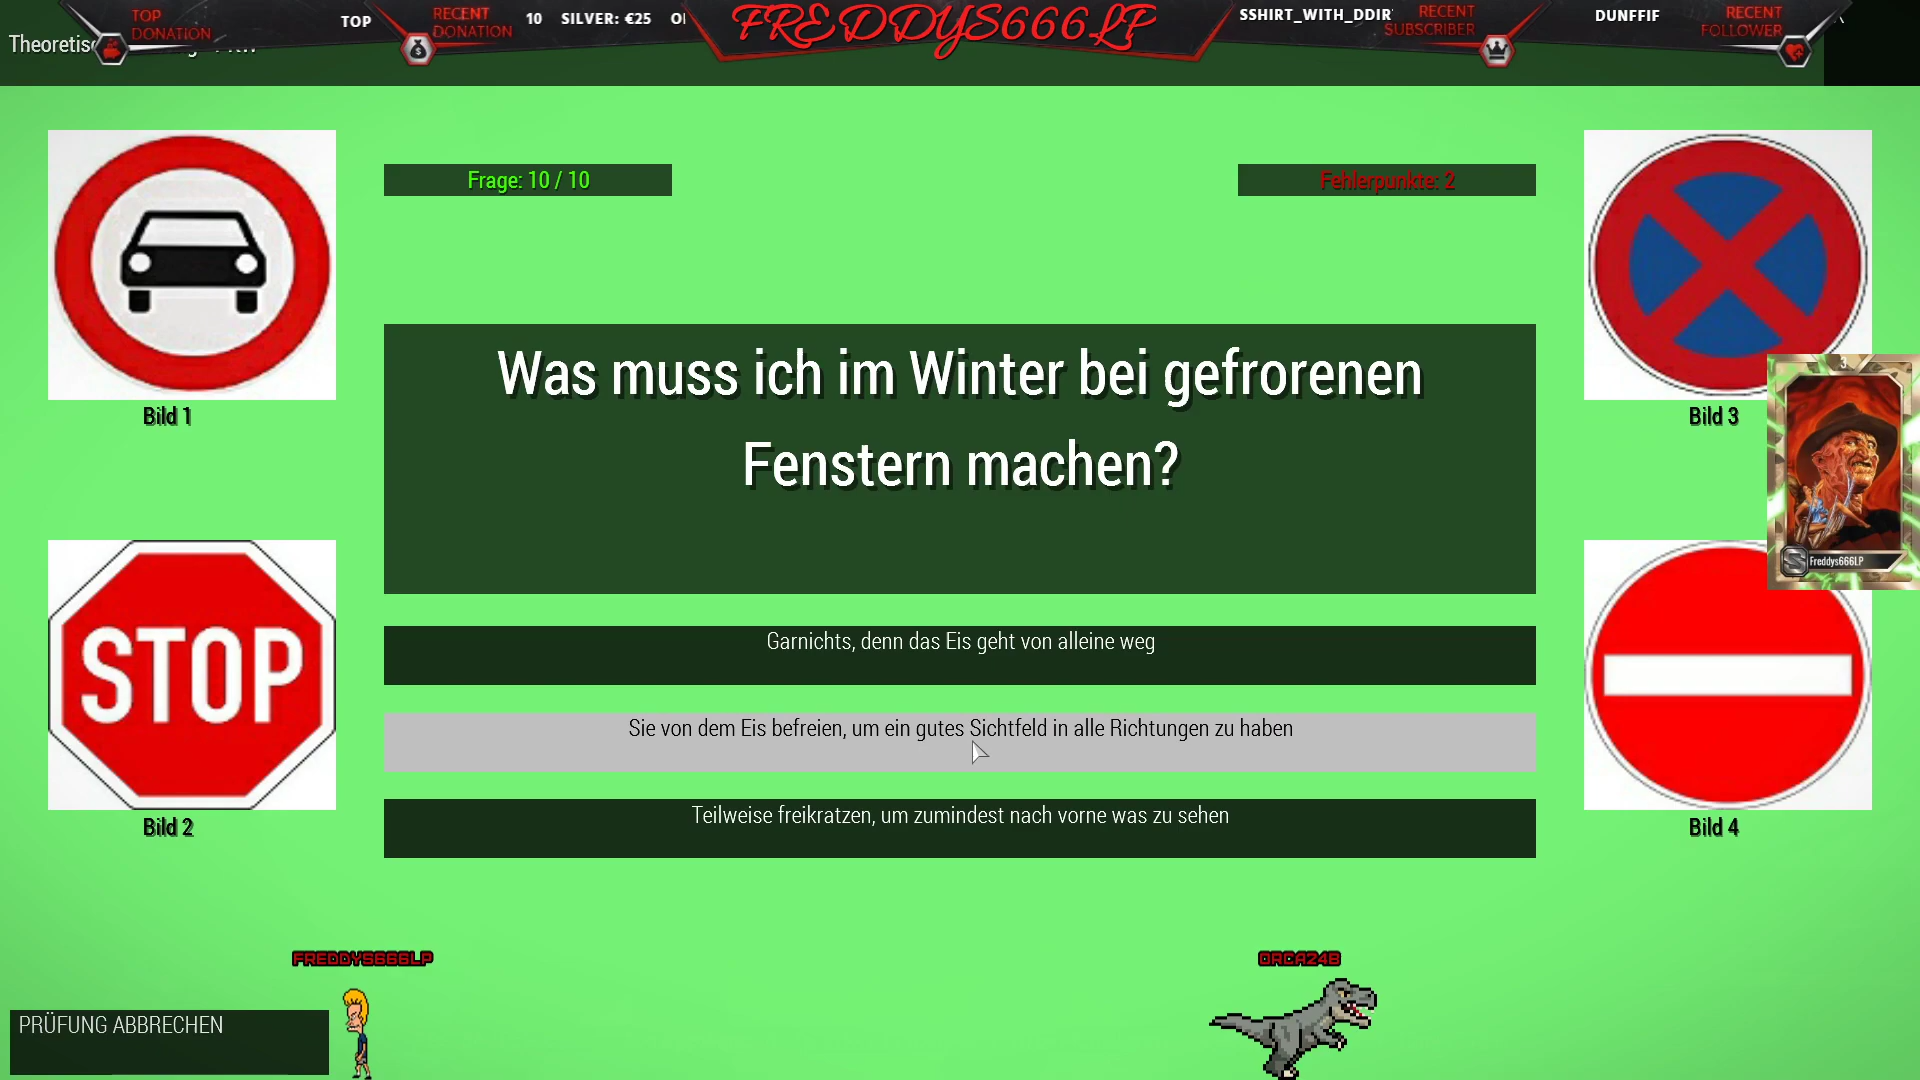 TOP
DONATION
TOP
RECENT
DONATION
10 SILVER: €25
FREDDYS666LP
SSHIRT_WITH_DDIR
RECENT
SUBSCRIBER
DUNFFIF
RECENT
FOLLOWER
Frage: 10 / 10
Fehlerpunkte: 2
Was muss ich im Winter bei gefrorenen
Fenstern machen?
Garnichts, denn das Eis geht von alleine weg
Sie von dem Eis befreien, um ein gutes Sichtfeld in alle Richtungen zu haben
Teilweise freikratzen, um zumindest nach vorne was zu sehen
Bild 1
STOP
Bild 2
Bild 3
3
Freddys666LP
Bild 4
FREDDYS666LP
ORCA248
PRÜFUNG ABBRECHEN